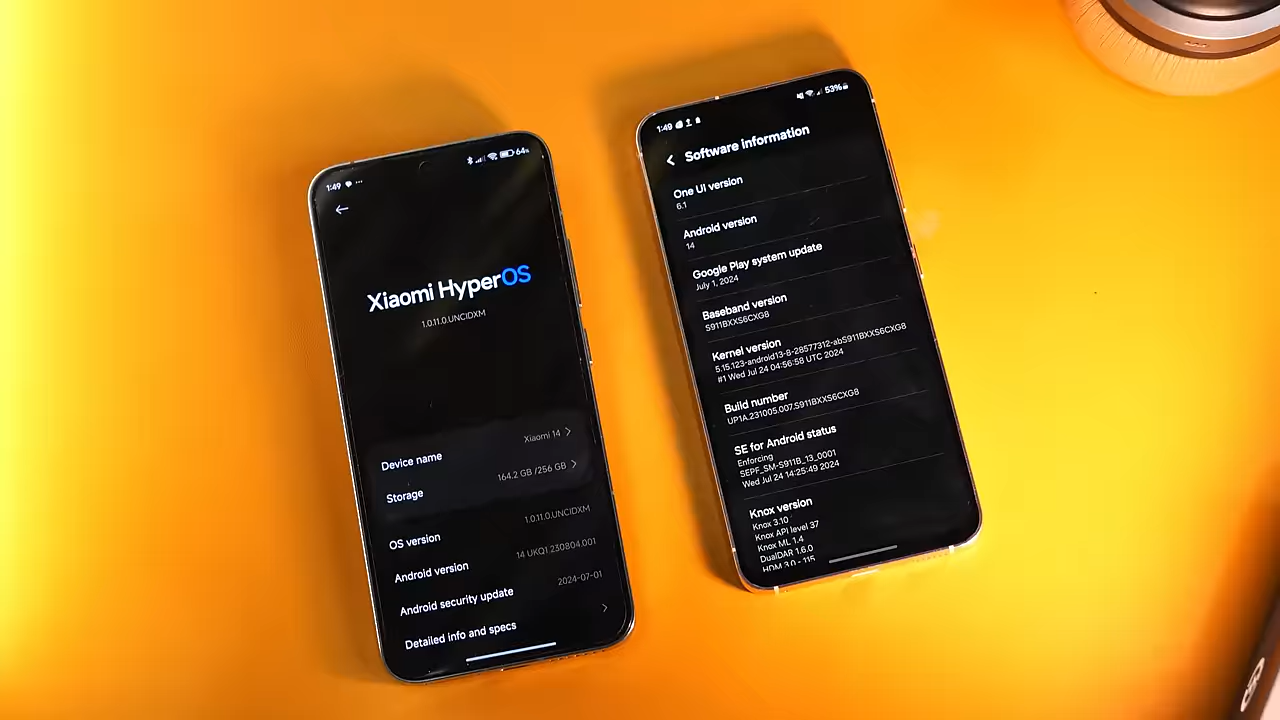 1:49
64
←
Xiaomi HyperOS
1.0.11.0.UNCIDXM
Device name Xiaomi 14
Storage 164.2 GB /256 GB
OS version 1.0.11.0.UNCIDXM
Android version 14 UKQ1.230804.001
Android security update 2024-07-01
Detailed info and specs
1:49
53%
Software information
One UI version
6.1
Android version
14
Google Play system update
July 1, 2024
Baseband version
S911BXXS6CXG8
Kernel version
5.15.123-android13-8-28577312-abS911BXXS6CXG8
#1 Wed Jul 24 04:56:58 UTC 2024
Build number
UP1A.231005.007.S911BXXS6CXG8
SE for Android status
Enforcing
SEPF_SM-S911B_13_0001
Wed Jul 24 14:25:49 2024
Knox version
Knox 3.10
Knox API level 37
Knox ML 1.4
DualDAR 1.6.0
HDM 2.0 - 115